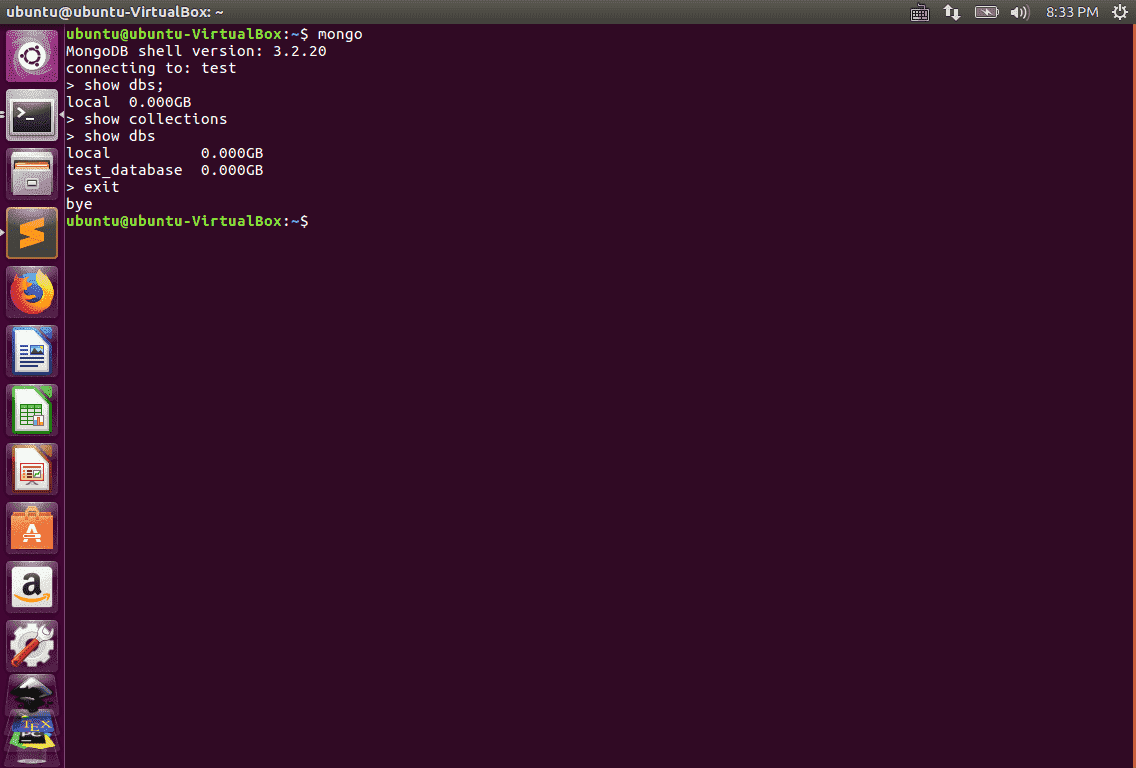 ubuntu@ubuntu-VirtualBox: ~
8:33 PM
ubuntu@ubuntu-VirtualBox:~$ mongo
MongoDB shell version: 3.2.20
connecting to: test
> show dbs;
local  0.000GB
> show collections
> show dbs
local          0.000GB
test_database  0.000GB
> exit
bye
ubuntu@ubuntu-VirtualBox:~$
>_
A
a
TEX